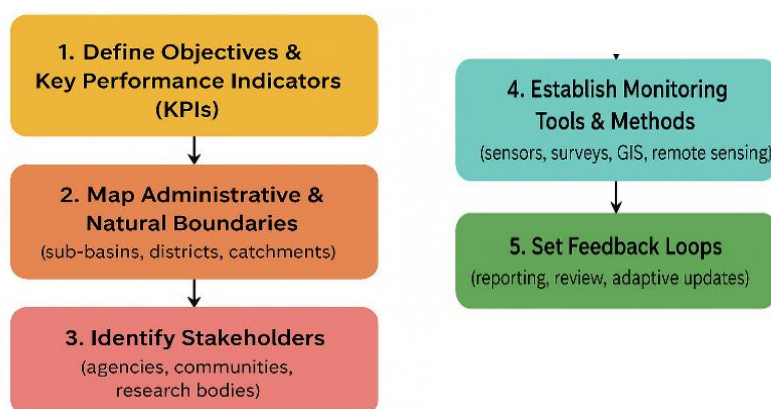 1. Define Objectives &
Key Performance Indicators
(KPIs)
2. Map Administrative &
Natural Boundaries
(sub-basins, districts, catchments)
3. Identify Stakeholders
(agencies, communities,
research bodies)
4. Establish Monitoring
Tools & Methods
(sensors, surveys, GIS, remote sensing)
5. Set Feedback Loops
(reporting, review, adaptive updates)